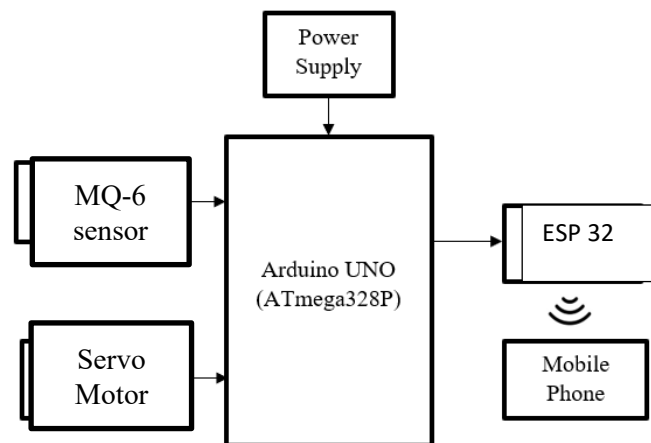 Power
Supply
MQ-6
sensor
Arduino UNO
(ATmega328P)
ESP 32
Servo
Motor
Mobile
Phone